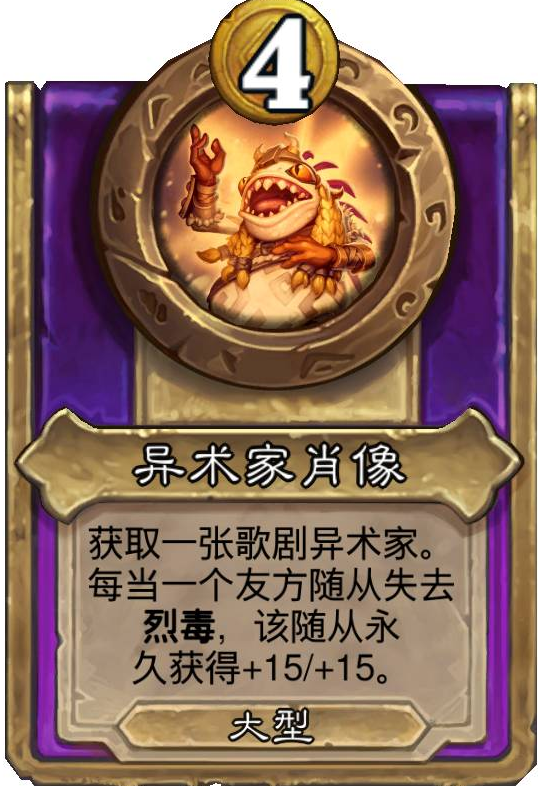 4
异术家肖像
获取一张歌剧异术家。
每当一个友方随从失去
烈毒，该随从永
久获得+15/+15。
大型